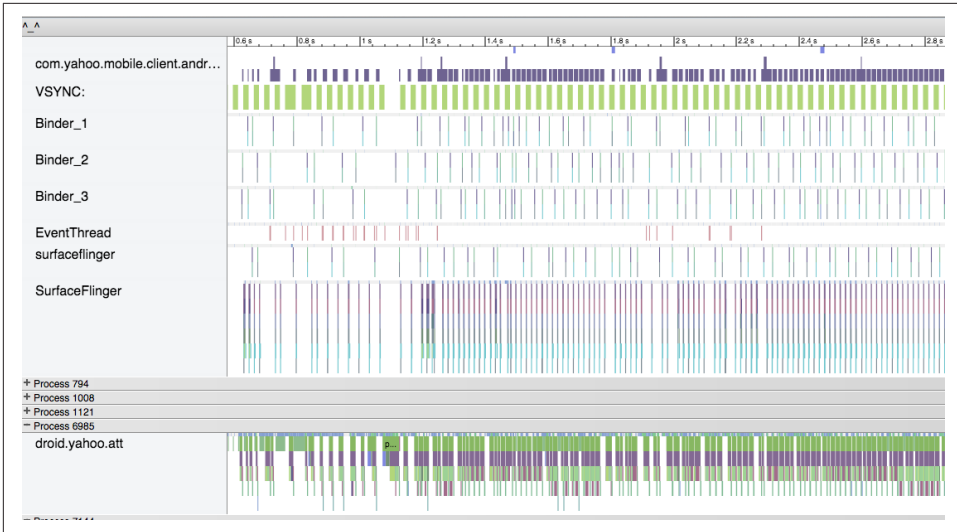 ^_^
0.6 s 0.8 s 1 s 1.2 s 1.4 s 1.6 s 1.8 s 2 s 2.2 s 2.4 s 2.6 s 2.8 s
com.yahoo.mobile.client.andr...
VSYNC:
Binder_1
Binder_2
Binder_3
EventThread
surfaceflinger
SurfaceFlinger
+ Process 794
+ Process 1008
+ Process 1121
− Process 6985
droid.yahoo.att
p...